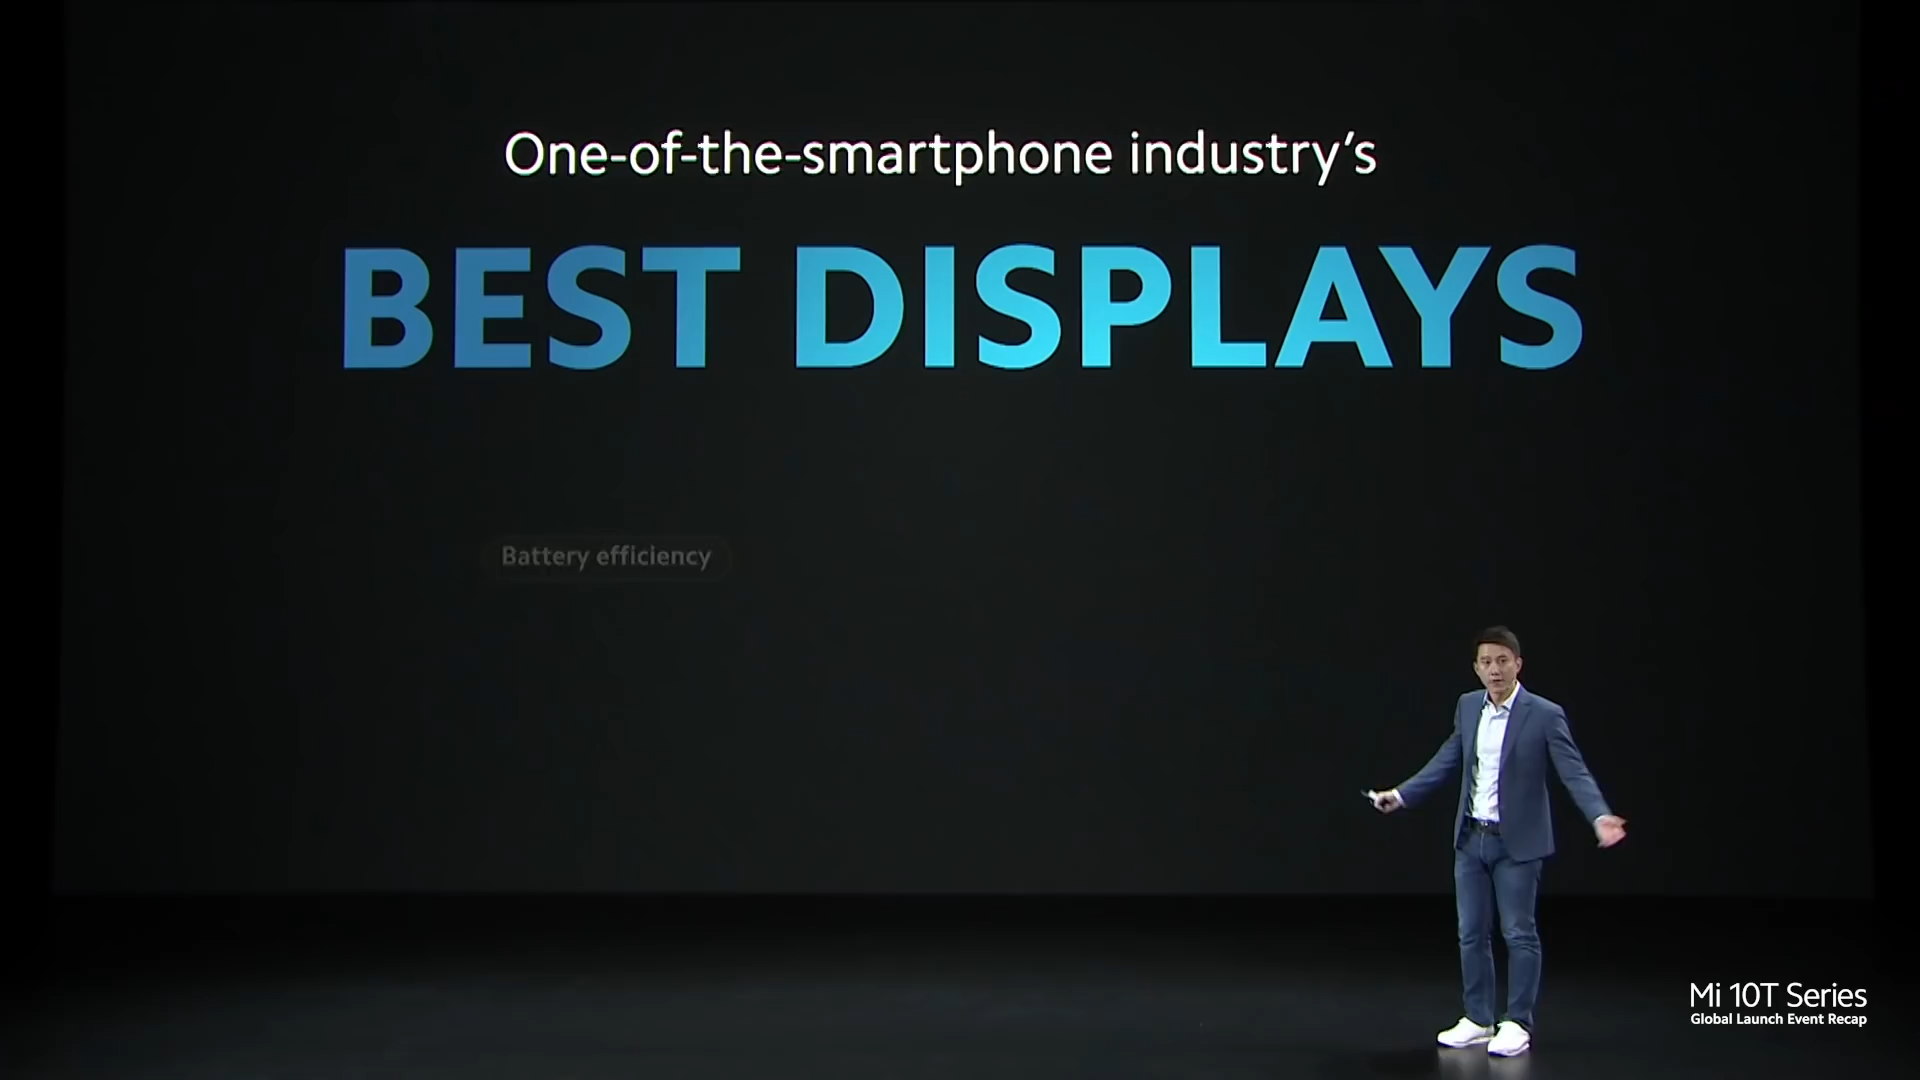 One-of-the-smartphone industry's
BEST DISPLAYS
Battery efficiency
Mi 10T Series
Global Launch Event Recap